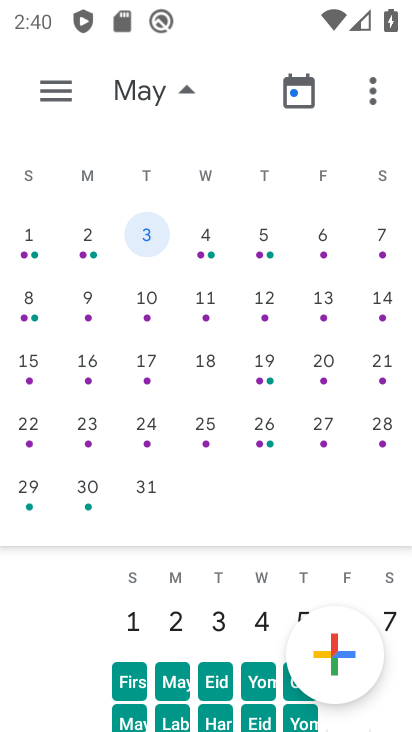 2:40
May
S M T W T F S
1 2 3 4 5 6 7
8 9 10 11 12 13 14
15 16 17 18 19 20 21
22 23 24 25 26 27 28
29 30 31
S M T W T F S
1 2 3 4 5 7
Firs May Eid Yom
May Lab Har Eid Yom